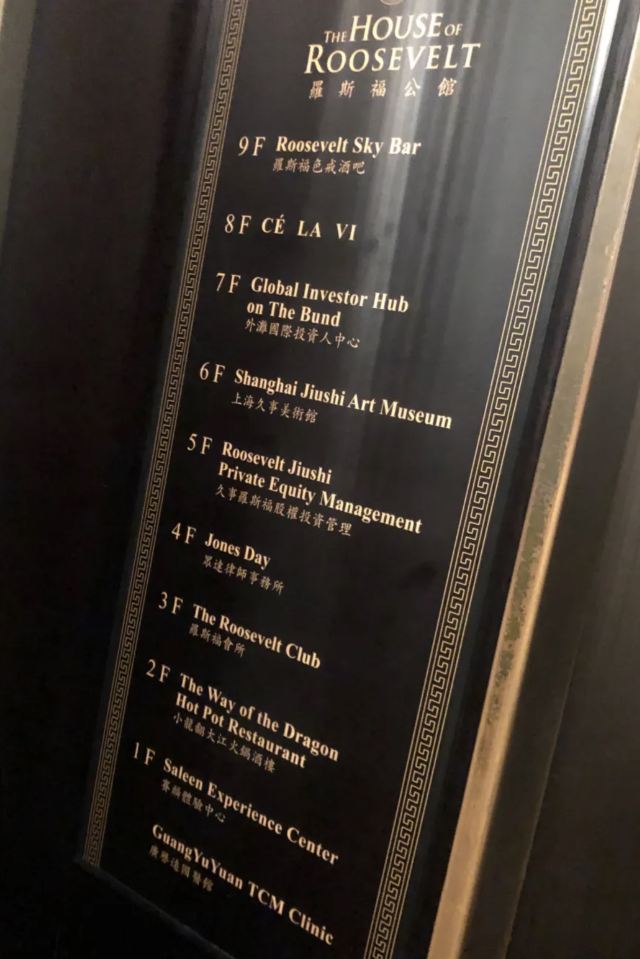 THE HOUSE OF
ROOSEVELT
羅斯福公館
9F Roosevelt Sky Bar
羅斯福色戒酒吧
8F CÉ LA VI
7F Global Investor Hub
on The Bund
外灘國際投資人中心
6F Shanghai Jiushi Art Museum
上海久事美術館
5F Roosevelt Jiushi
Private Equity Management
久事羅斯福股權投資管理
4F Jones Day
眾達律師事務所
3F The Roosevelt Club
羅斯福會所
2F The Way of the Dragon
Hot Pot Restaurant
小龍翻大江火鍋酒樓
1F Saleen Experience Center
賽麟體驗中心
GuangYuYuan TCM Clinic
廣譽遠國醫館